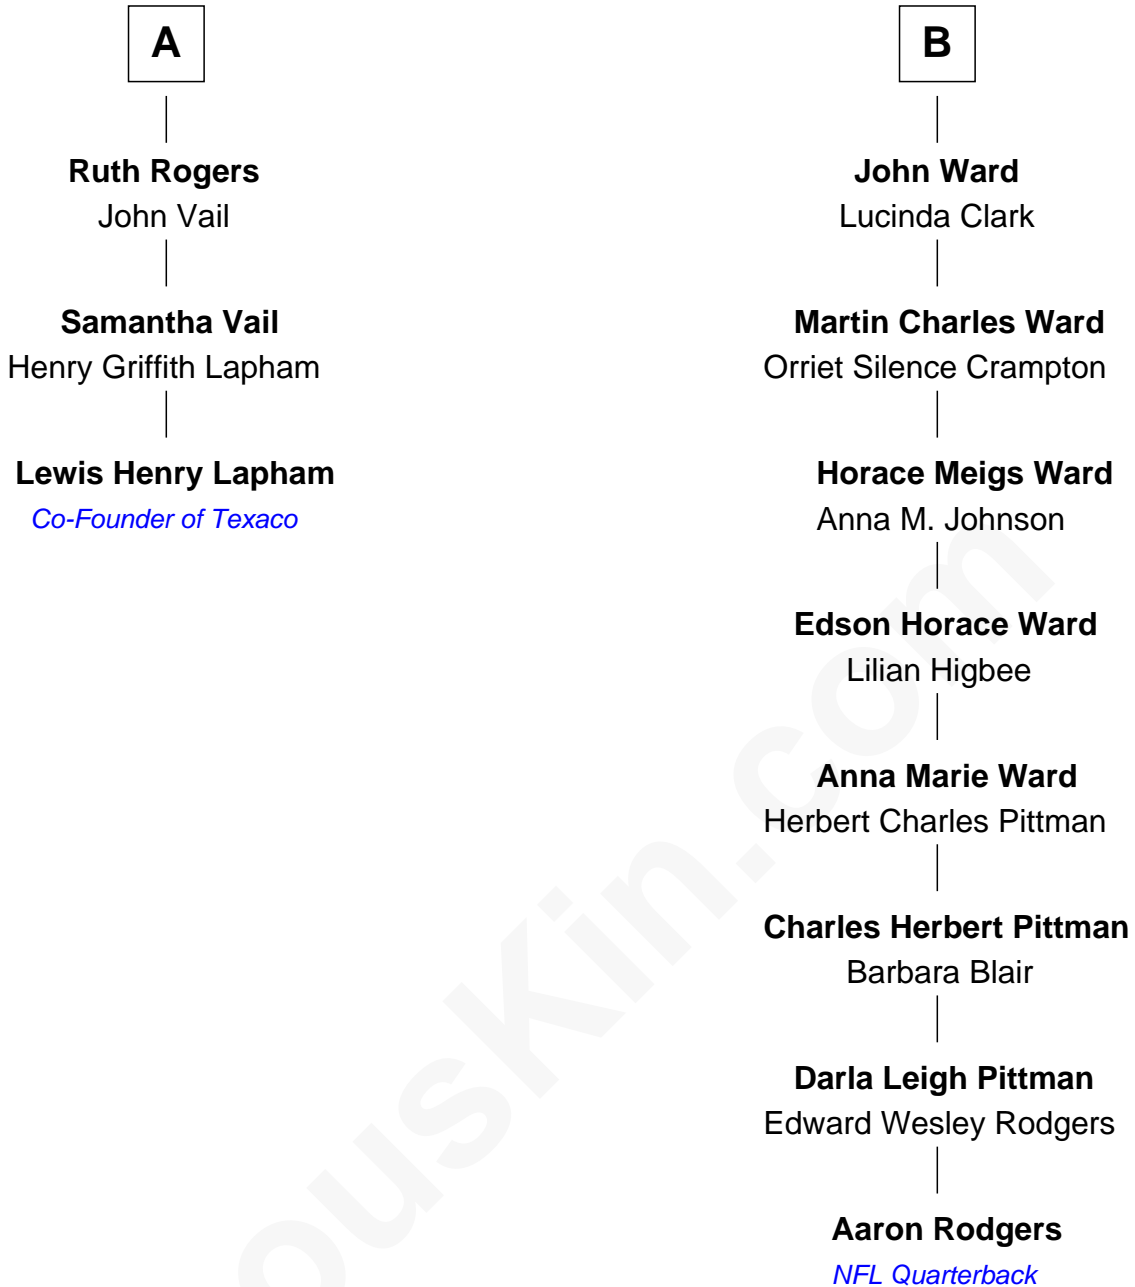 A
Ruth Rogers
John Vail
Samantha Vail
Henry Griffith Lapham
Lewis Henry Lapham
Co-Founder of Texaco
B
John Ward
Lucinda Clark
Martin Charles Ward
Orriet Silence Crampton
Horace Meigs Ward
Anna M. Johnson
Edson Horace Ward
Lilian Higbee
Anna Marie Ward
Herbert Charles Pittman
Charles Herbert Pittman
Barbara Blair
Darla Leigh Pittman
Edward Wesley Rodgers
Aaron Rodgers
NFL Quarterback
ousKin.com